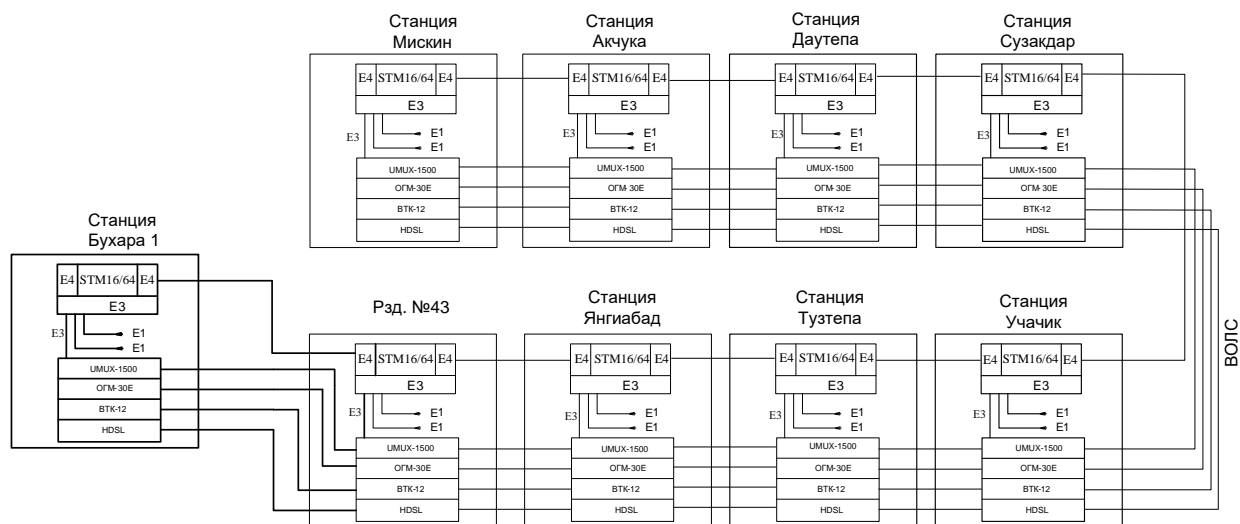 Станция Мискин
Станция Акчука
Станция Даутепа
Станция Сузакдар
E4 STM16/64 E4
E4 STM16/64 E4
E4 STM16/64 E4
E4 STM16/64 E4
E3
E3
E3
E3
E3 E1
E3 E1
E3 E1
E3 E1
E1
E1
E1
E1
UMUX-1500
UMUX-1500
UMUX-1500
UMUX-1500
ОГМ-30Е
ОГМ-30Е
ОГМ-30Е
ОГМ-30Е
ВТК-12
ВТК-12
ВТК-12
ВТК-12
HDSL
HDSL
HDSL
HDSL
Станция Бухара 1
E4 STM16/64 E4
E3
E3 E1
E1
UMUX-1500
ОГМ-30Е
ВТК-12
HDSL
Рзд. №43
Станция Янгиабад
Станция Тузтепа
Станция Учачик
E4 STM16/64 E4
E4 STM16/64 E4
E4 STM16/64 E4
E4 STM16/64 E4
E3
E3
E3
E3
E3 E1
E3 E1
E3 E1
E3 E1
E1
E1
E1
E1
UMUX-1500
UMUX-1500
UMUX-1500
UMUX-1500
ОГМ-30Е
ОГМ-30Е
ОГМ-30Е
ОГМ-30Е
ВТК-12
ВТК-12
ВТК-12
ВТК-12
HDSL
HDSL
HDSL
HDSL
ВОЛС